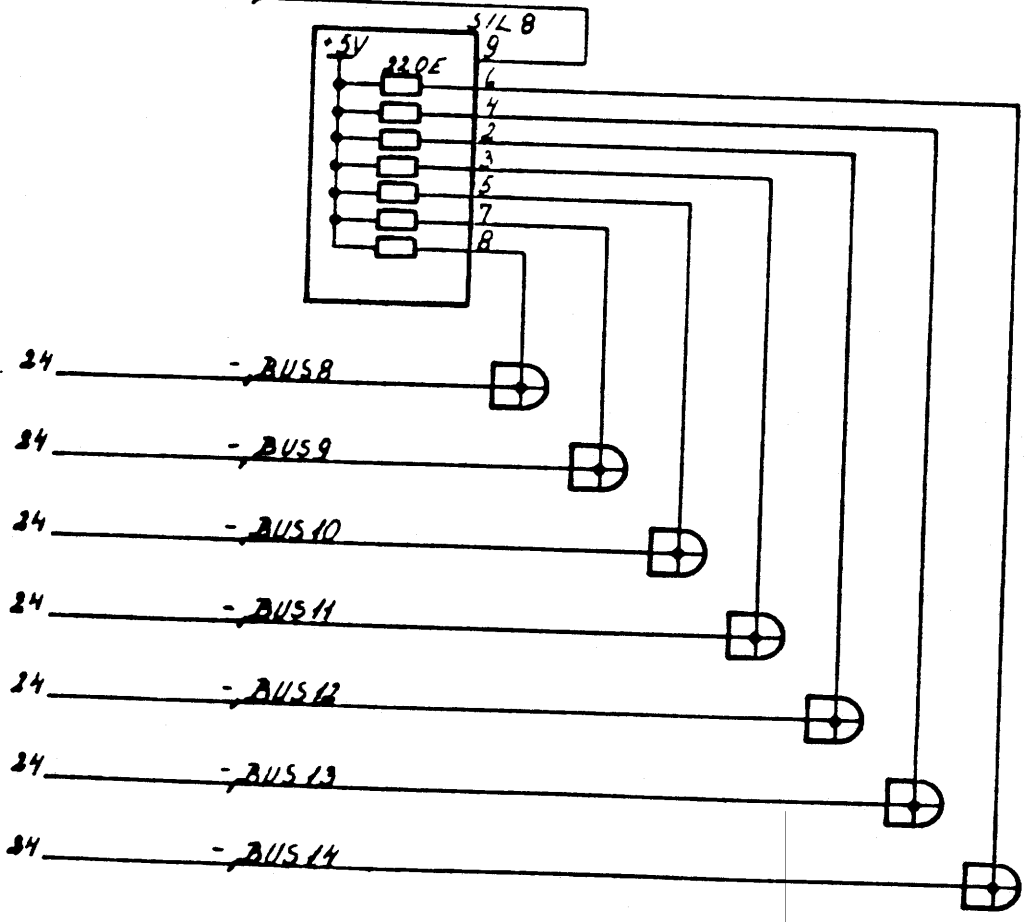 SIL 8
+5V
9
220E
6
4
2
3
5
7
8
24 - BUS8
24 - BUS9
24 - BUS10
24 - BUS11
24 - BUS12
24 - BUS13
24 - BUS14